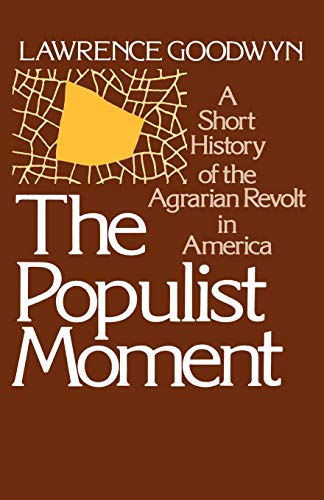 LAWRENCE GOODWYN
A
Short
History
of the
Agrarian Revolt
in
America
The
Populist
Moment